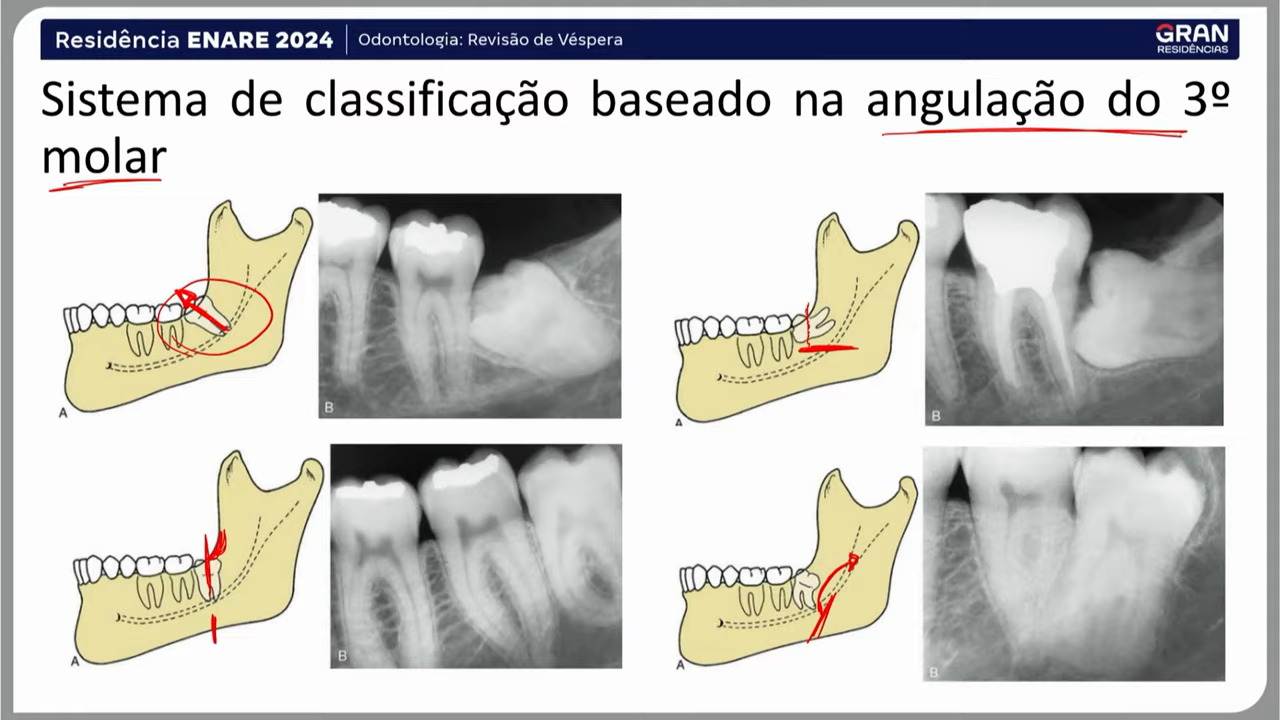 Residência ENARE 2024 | Odontologia: Revisão de Véspera
GRAN
RESIDÊNCIAS
Sistema de classificação baseado na angulação do 3º
molar
A
B
A
B
A
B
A
B